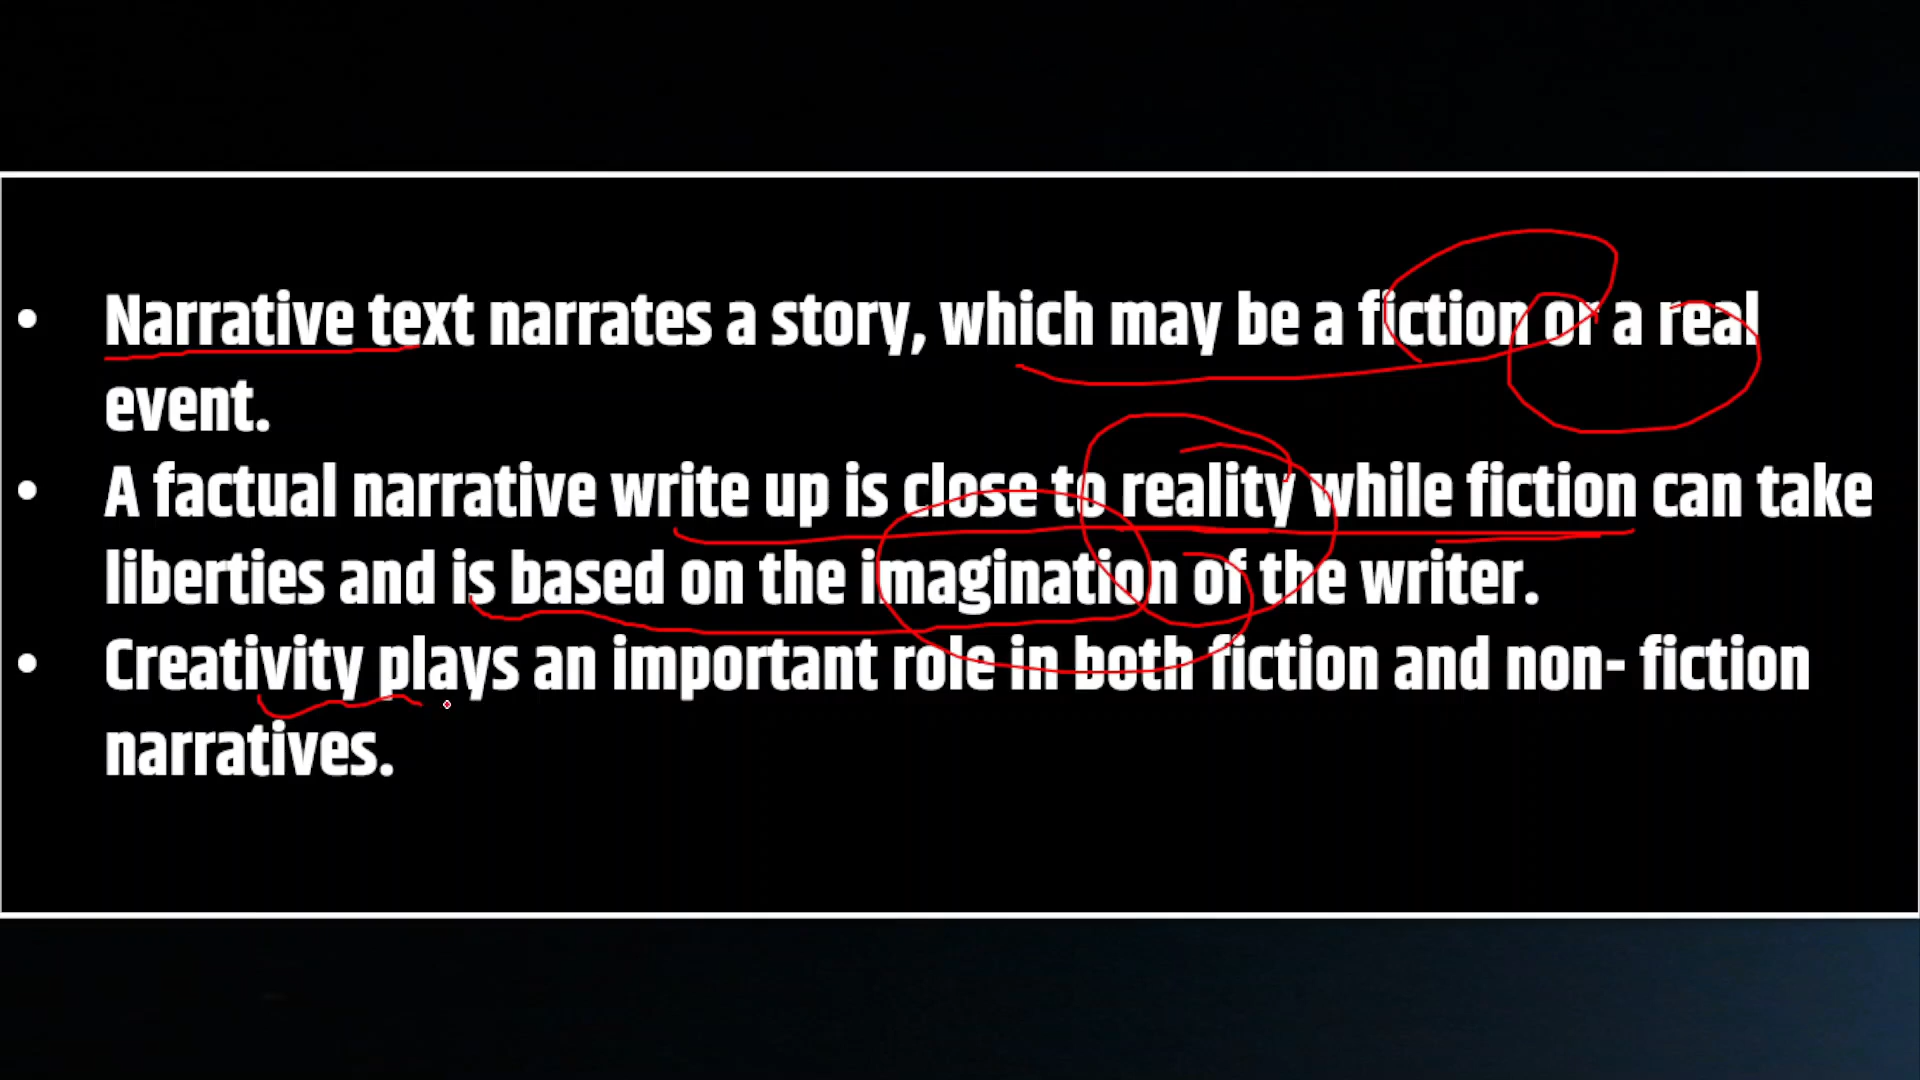 • Narrative text narrates a story, which may be a fiction or a real
event.
• A factual narrative write up is close to reality while fiction can take
liberties and is based on the imagination of the writer.
• Creativity plays an important role in both fiction and non- fiction
narratives.